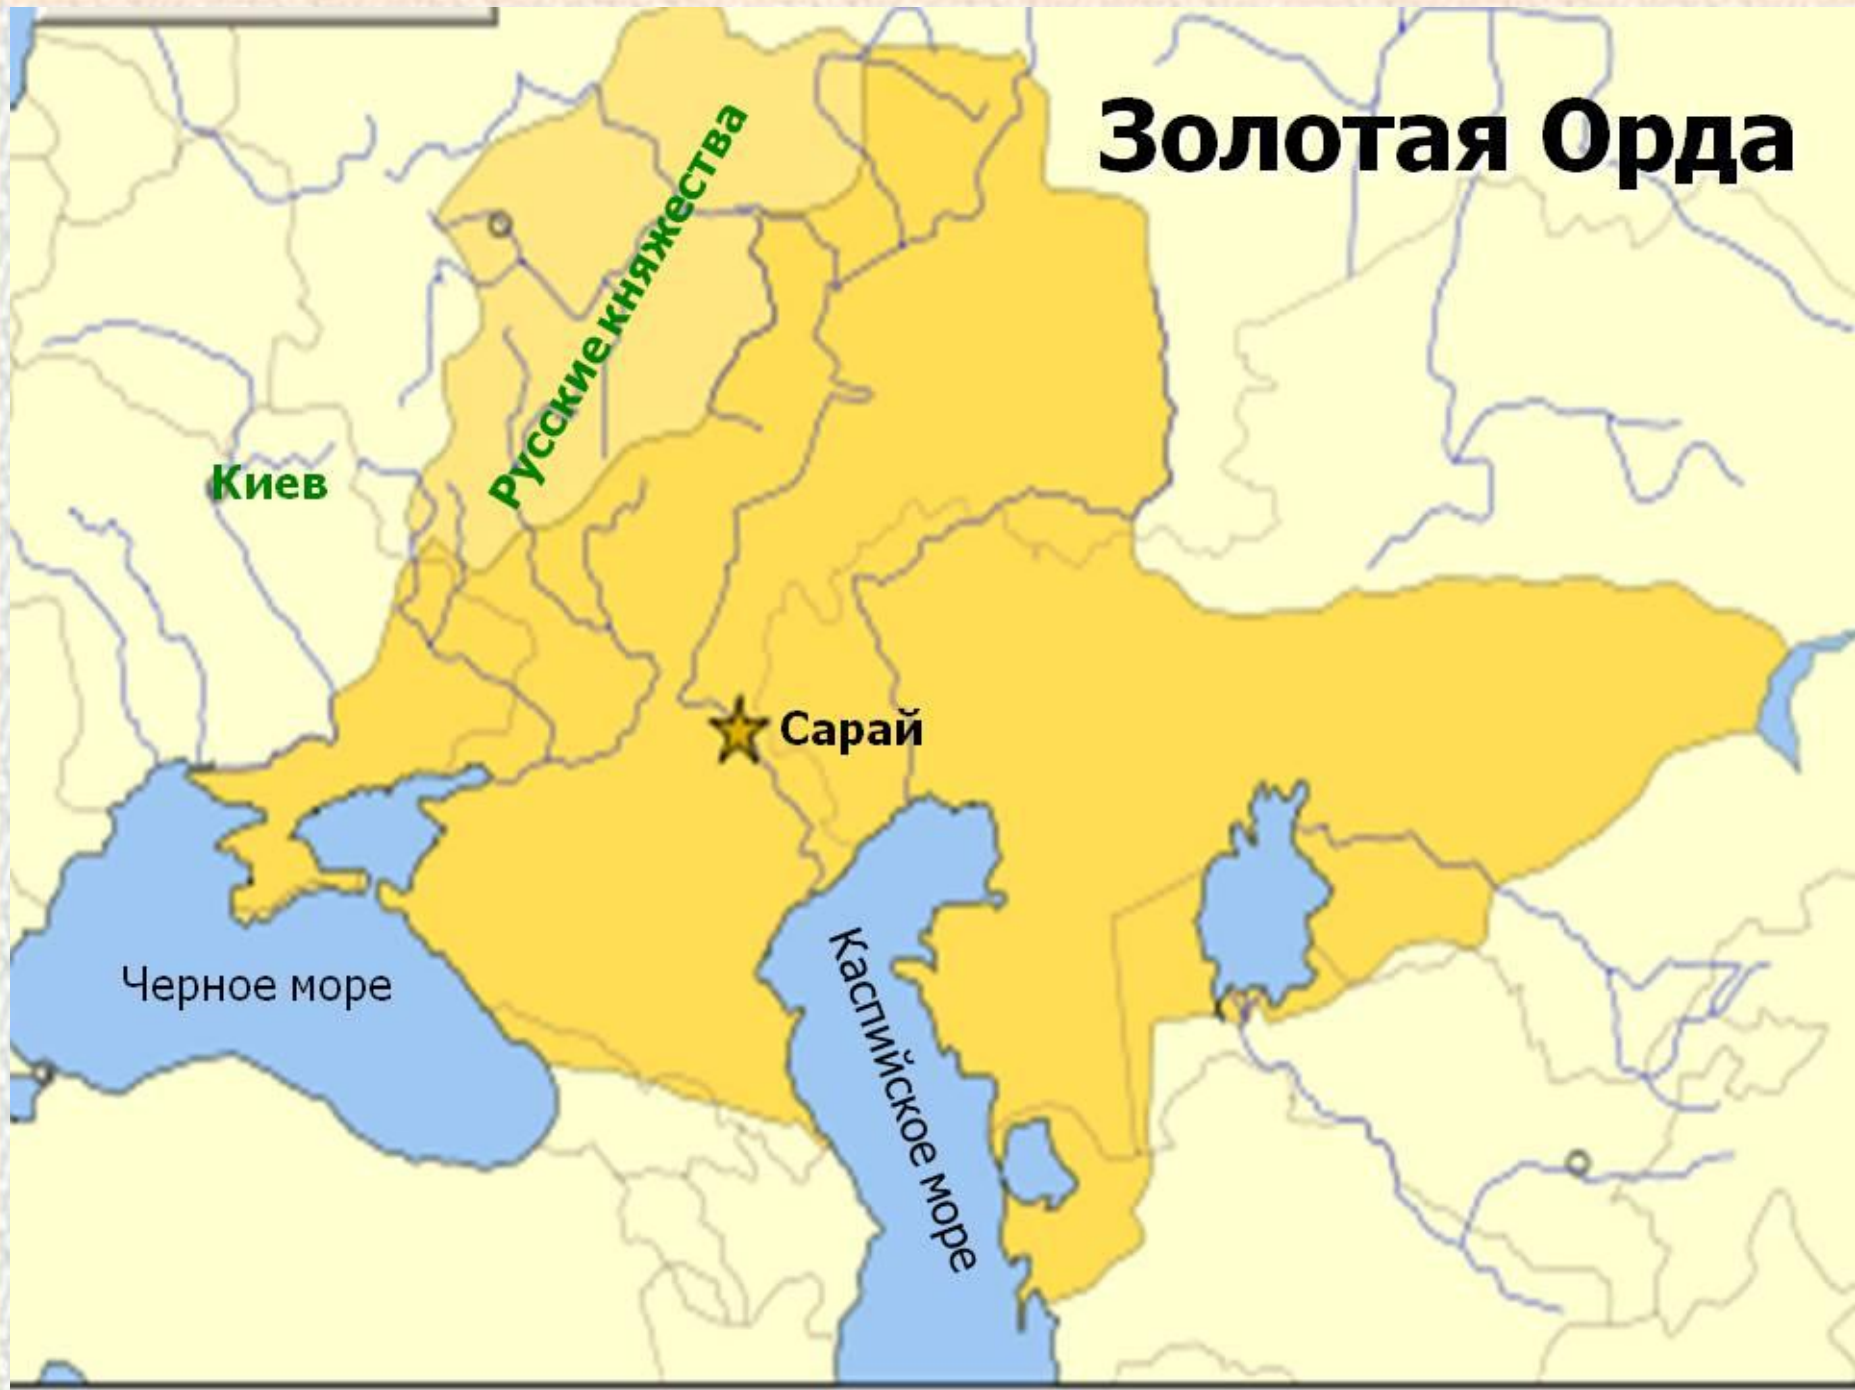 Золотая Орда
Русские княжества
Киев
Сарай
Черное море
Каспийское море